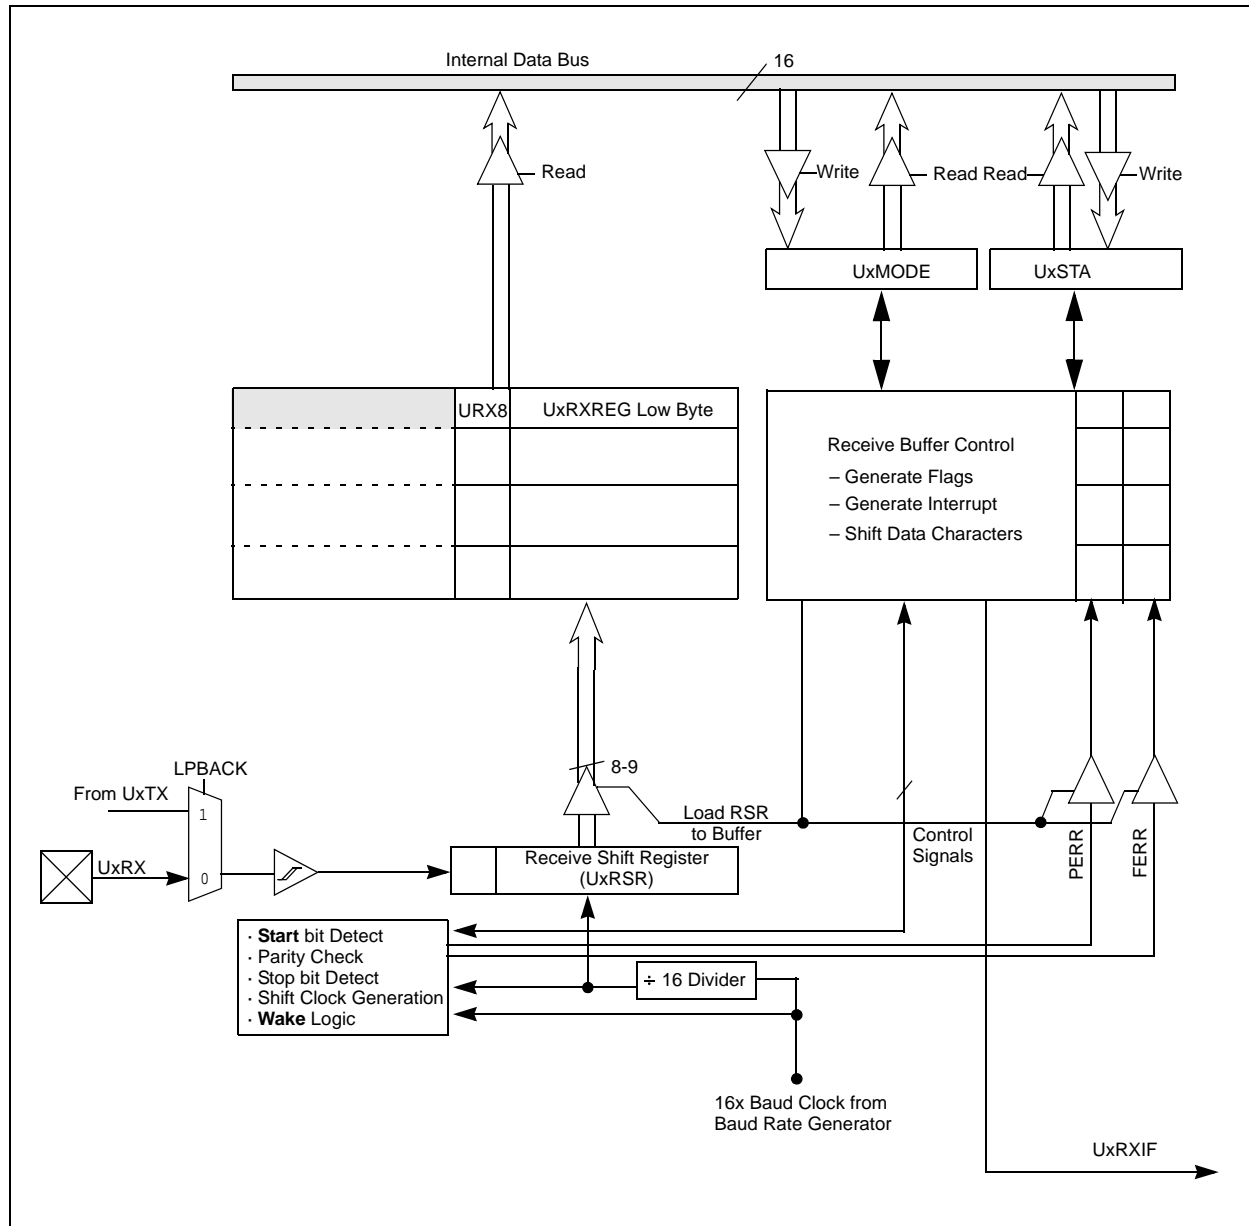 Internal Data Bus
16
Read
Write
Read Read
Write
UxMODE
UxSTA
URX8
UxRXREG Low Byte
Receive Buffer Control
– Generate Flags
– Generate Interrupt
– Shift Data Characters
LPBACK
From UxTX
1
0
UxRX
8-9
Load RSR
to Buffer
Control
Signals
PERR
FERR
Receive Shift Register
(UxRSR)
· Start bit Detect
· Parity Check
· Stop bit Detect
· Shift Clock Generation
· Wake Logic
÷ 16 Divider
16x Baud Clock from
Baud Rate Generator
UxRXIF